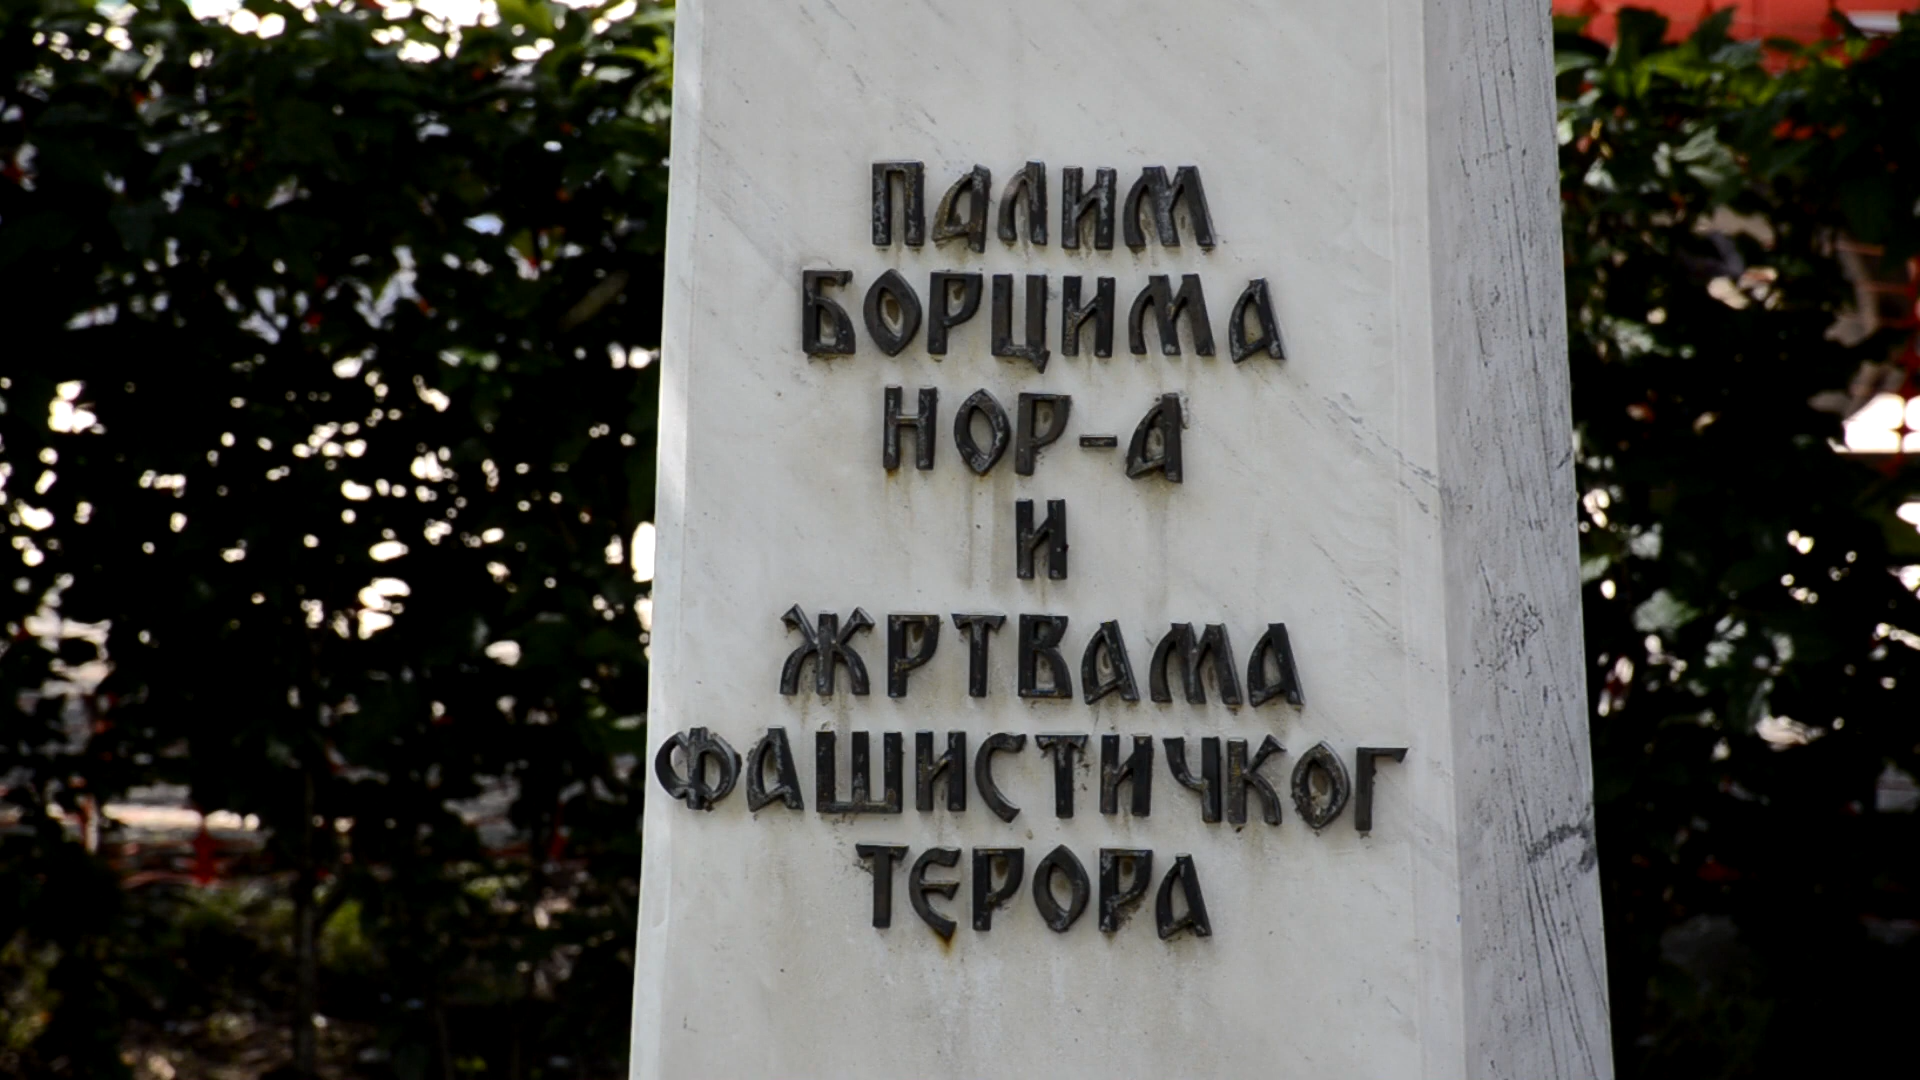 ПАЛИМ
БОРЦИМА
НОР-А
И
ЖРТВАМА
ФАШИСТИЧКОГ
ТЕРОРА